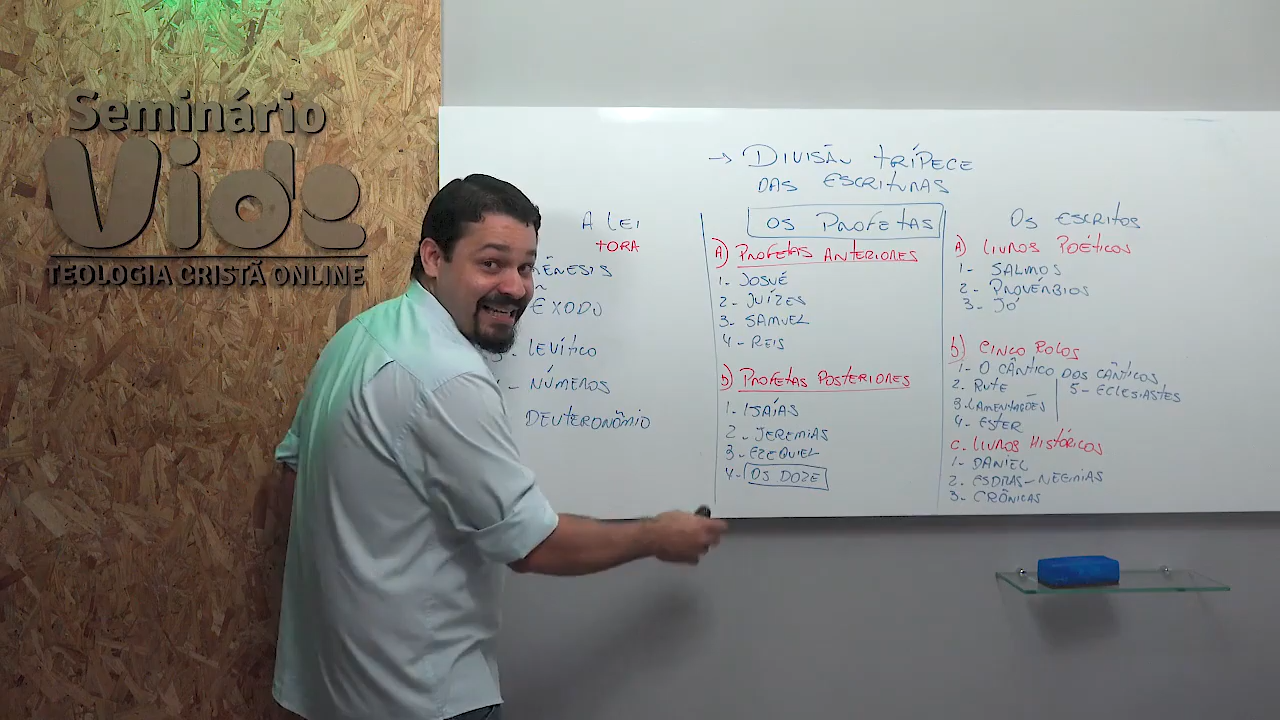 Seminário
Vide
TEOLOGIA CRISTÃ ONLINE
→ DIVISÃO TRÍPECE
DAS ESCRITURAS
A LEI
TORA
GÊNESIS
ÊXODO
LEVÍTICO
- NÚMEROS
DEUTERONÔMIO
OS PROFETAS
A) PROFETAS ANTERIORES
1- JOSUÉ
2- JUÍZES
3- SAMUEL
4- REIS
b) PROFETAS POSTERIORES
1- ISAÍAS
2- JEREMIAS
3- EZEQUIEL
4- OS DOZE
OS ESCRITOS
A) LIVROS POÉTICOS
1- SALMOS
2- PROVÉRBIOS
3- JÓ
b) CINCO ROLOS
1- O CÂNTICO DOS CÂNTICOS
2. RUTE
3. LAMENTAÇÕES
4- ESTER
5- ECLESIASTES
C. LIVROS HISTÓRICOS
1- DANIEL
2. ESDRAS-NEEMIAS
3- CRÔNICAS